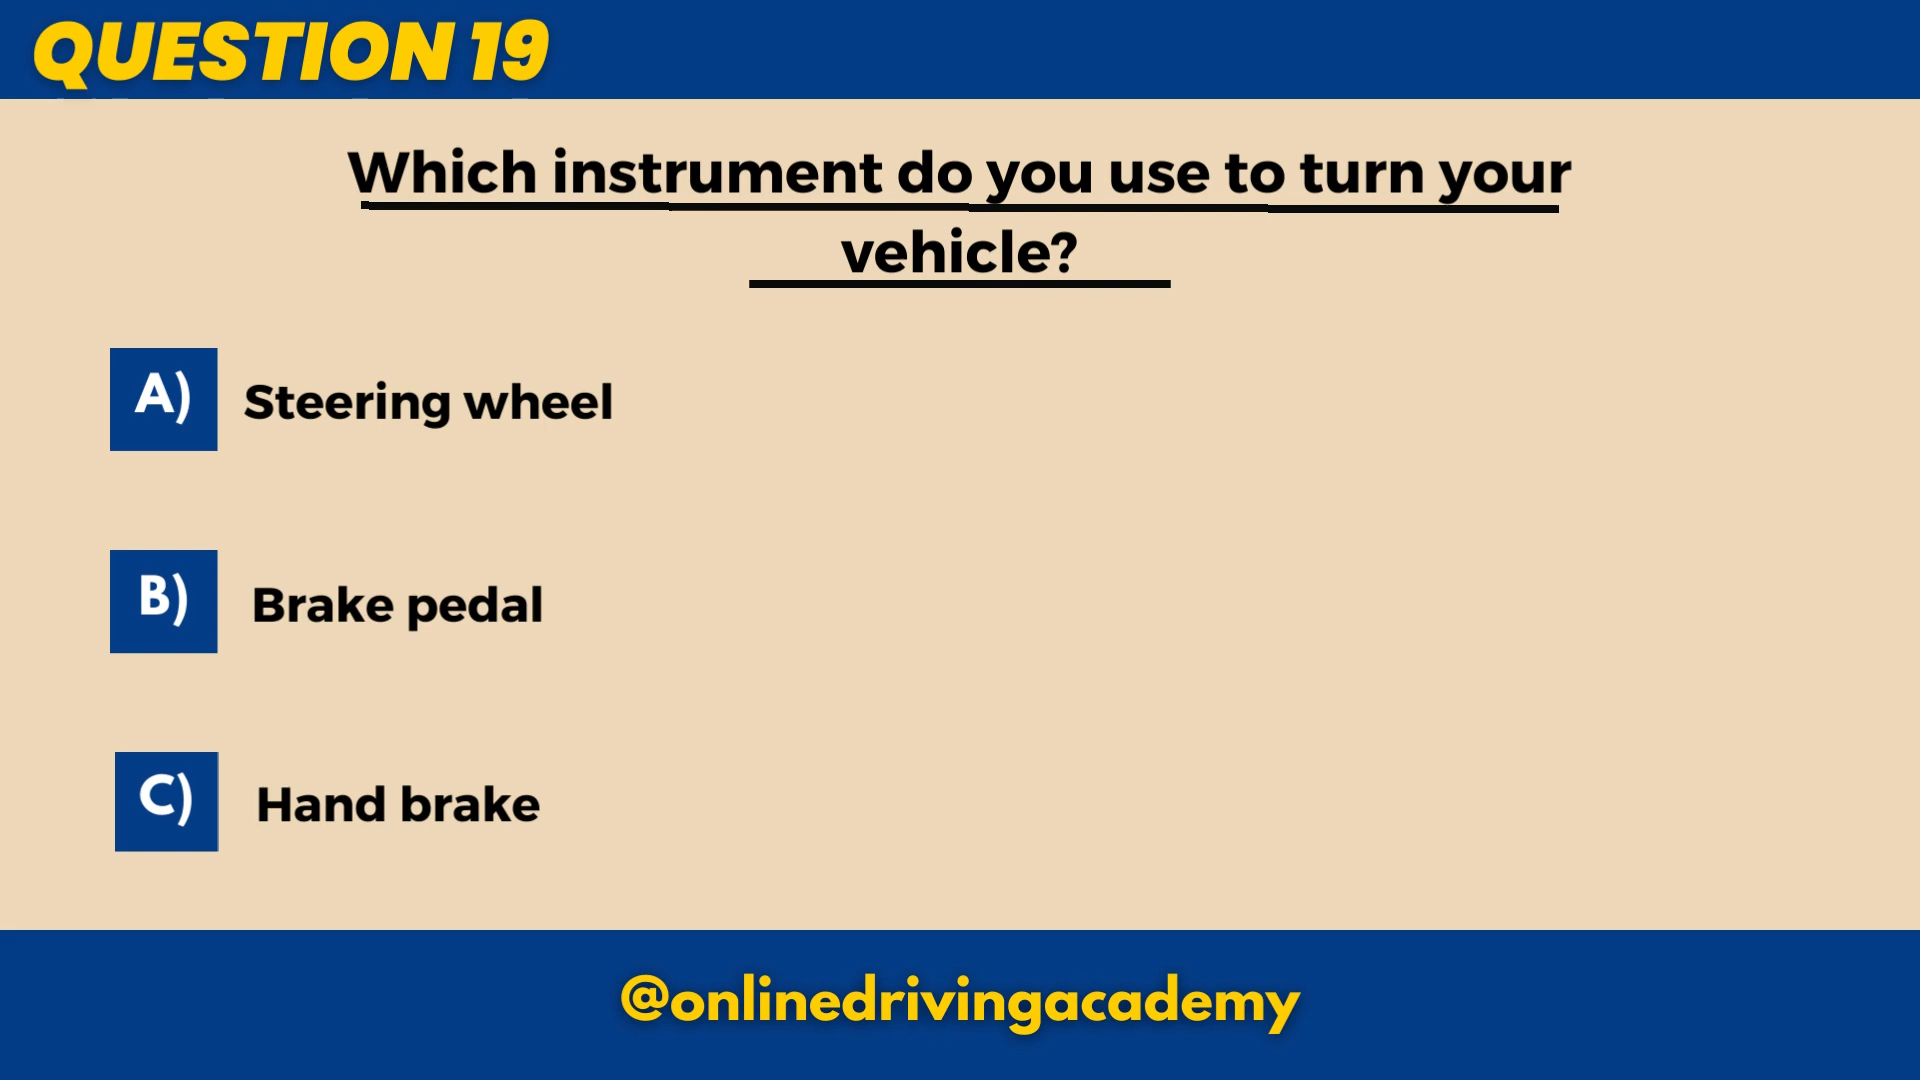 QUESTION 19
Which instrument do you use to turn your
vehicle?
A) Steering wheel
B) Brake pedal
C) Hand brake
@onlinedrivingacademy